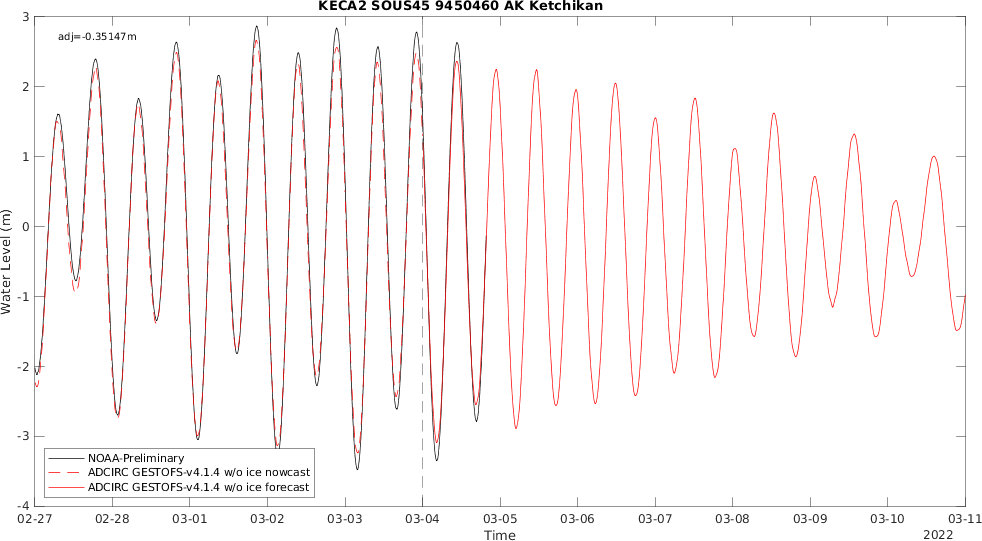 KECA2 SOUS45 9450460 AK Ketchikan
adj=-0.35147m
3
2
1
0
-1
-2
-3
-4
Water Level (m)
NOAA-Preliminary
ADCIRC GESTOFS-v4.1.4 w/o ice nowcast
ADCIRC GESTOFS-v4.1.4 w/o ice forecast
02-27 02-28 03-01 03-02 03-03 03-04 03-05 03-06 03-07 03-08 03-09 03-10 03-11
Time
2022